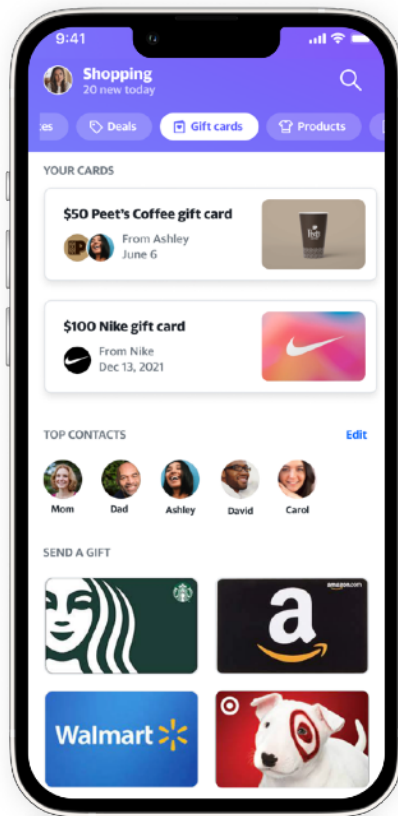 9:41
Shopping
20 new today
Deals
Gift cards
Products
YOUR CARDS
$50 Peet's Coffee gift card
From Ashley
June 6
$100 Nike gift card
From Nike
Dec 13, 2021
TOP CONTACTS
Edit
Mom
Dad
Ashley
David
Carol
SEND A GIFT
amazon.com
a
Walmart